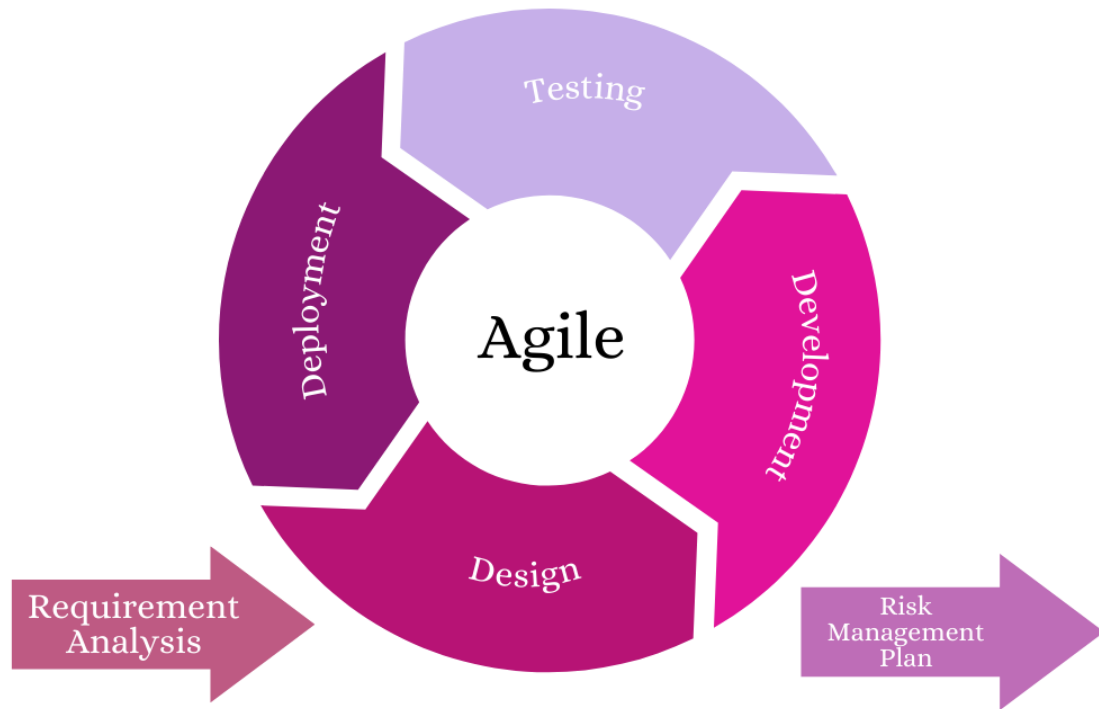 Testing
Deployment
Agile
Development
Design
Requirement
Analysis
Risk
Management
Plan